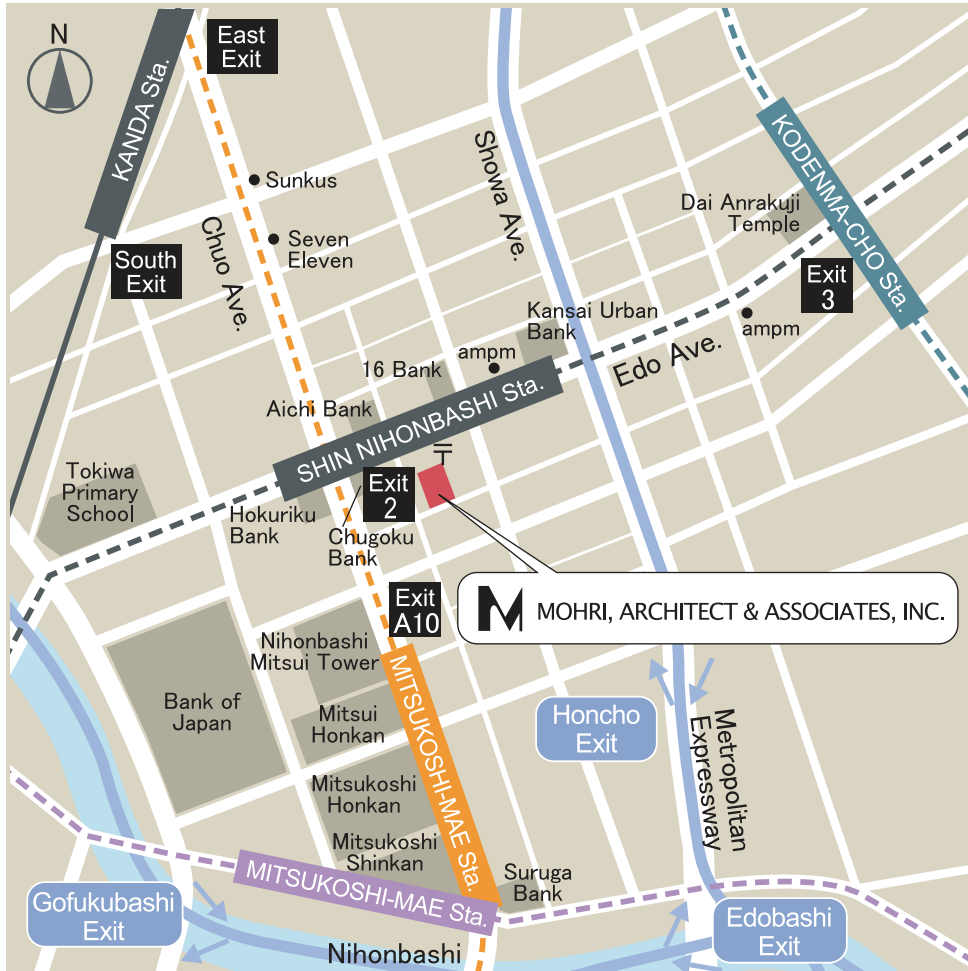 N
East
Exit
KANDA Sta.
Sunkus
Showa Ave.
KODENMA-CHO Sta.
Dai Anrakuji
Temple
Chuo Ave.
Seven
Eleven
South
Exit
Exit
3
Kansai Urban
Bank
ampm
ampm
Edo Ave.
16 Bank
Aichi Bank
SHIN NIHONBASHI Sta.
〒
Tokiwa
Primary
School
Exit
2
Hokuriku
Bank
Chugoku
Bank
Exit
A10
M MOHRI, ARCHITECT & ASSOCIATES, INC.
Nihonbashi
Mitsui Tower
MITSUKOSHI-MAE Sta.
Bank of
Japan
Mitsui
Honkan
Honcho
Exit
Metropolitan
Expressway
Mitsukoshi
Honkan
Mitsukoshi
Shinkan
MITSUKOSHI-MAE Sta.
Suruga
Bank
Gofukubashi
Exit
Edobashi
Exit
Nihonbashi